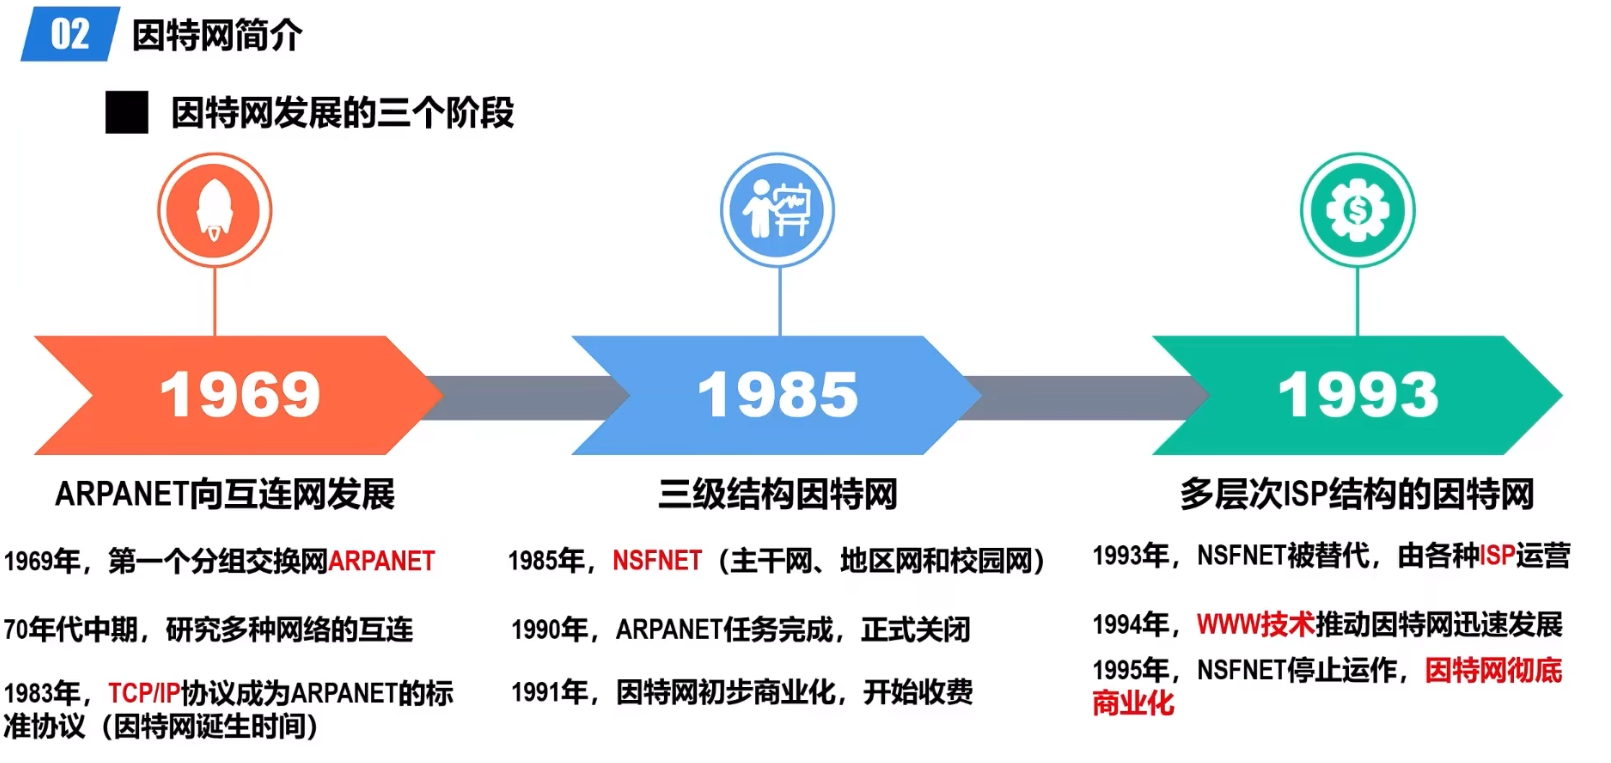 02 因特网简介
因特网发展的三个阶段
1969
1985
1993
ARPANET向互连网发展
1969年，第一个分组交换网ARPANET
70年代中期，研究多种网络的互连
1983年，TCP/IP协议成为ARPANET的标
准协议（因特网诞生时间）
三级结构因特网
1985年，NSFNET（主干网、地区网和校园网）
1990年，ARPANET任务完成，正式关闭
1991年，因特网初步商业化，开始收费
多层次ISP结构的因特网
1993年，NSFNET被替代，由各种ISP运营
1994年，WWW技术推动因特网迅速发展
1995年，NSFNET停止运作，因特网彻底
商业化